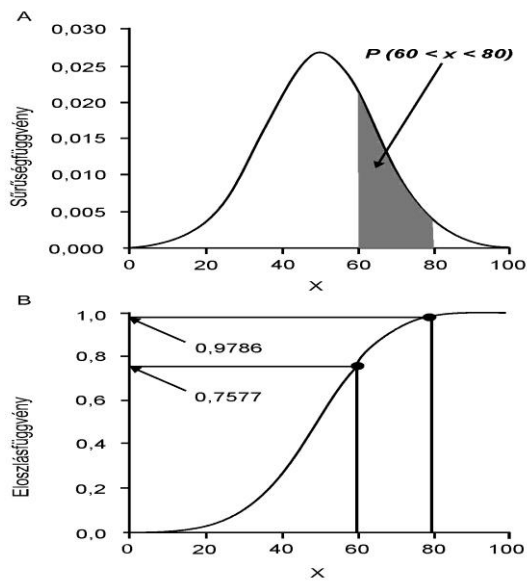 A
P (60 < x < 80)
Sűrűségfüggvény
0,030
0,025
0,020
0,015
0,010
0,005
0,000
0 20 40 60 80 100
X
B
Eloszlásfüggvény
1,0
0,8
0,6
0,4
0,2
0,0
0,9786
0,7577
0 20 40 60 80 100
X